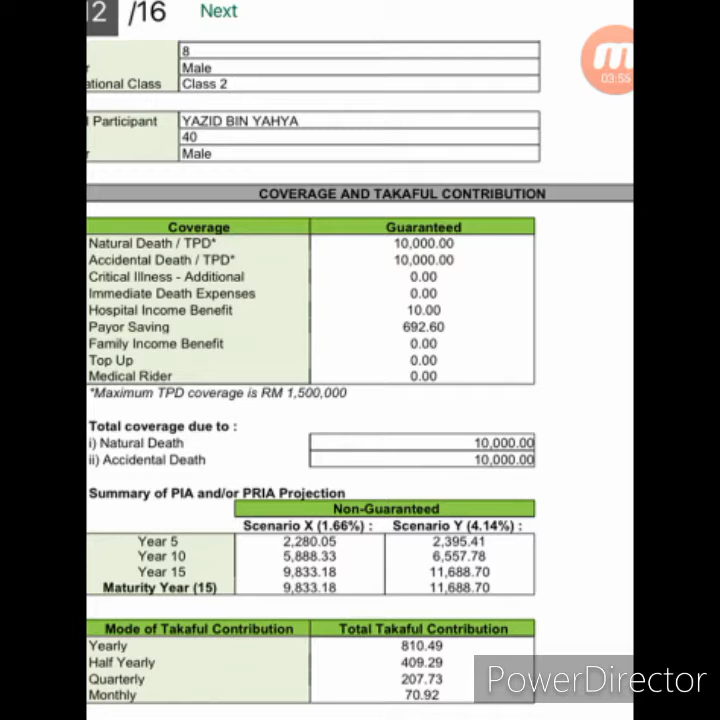 2 /16 Next
8
Male
ational Class Class 2
Participant YAZID BIN YAHYA
40
r Male
03:56
COVERAGE AND TAKAFUL CONTRIBUTION
Coverage Guaranteed
Natural Death / TPD* 10,000.00
Accidental Death / TPD* 10,000.00
Critical Illness - Additional 0.00
Immediate Death Expenses 0.00
Hospital Income Benefit 10.00
Payor Saving 692.60
Family Income Benefit 0.00
Top Up 0.00
Medical Rider 0.00
*Maximum TPD coverage is RM 1,500,000
Total coverage due to :
i) Natural Death 10,000.00
ii) Accidental Death 10,000.00
Summary of PIA and/or PRIA Projection
Non-Guaranteed
Scenario X (1.66%) : Scenario Y (4.14%) :
Year 5 2,280.05 2,395.41
Year 10 5,888.33 6,557.78
Year 15 9,833.18 11,688.70
Maturity Year (15) 9,833.18 11,688.70
Mode of Takaful Contribution Total Takaful Contribution
Yearly 810.49
Half Yearly 409.29
Quarterly 207.73
Monthly 70.92
PowerDirector